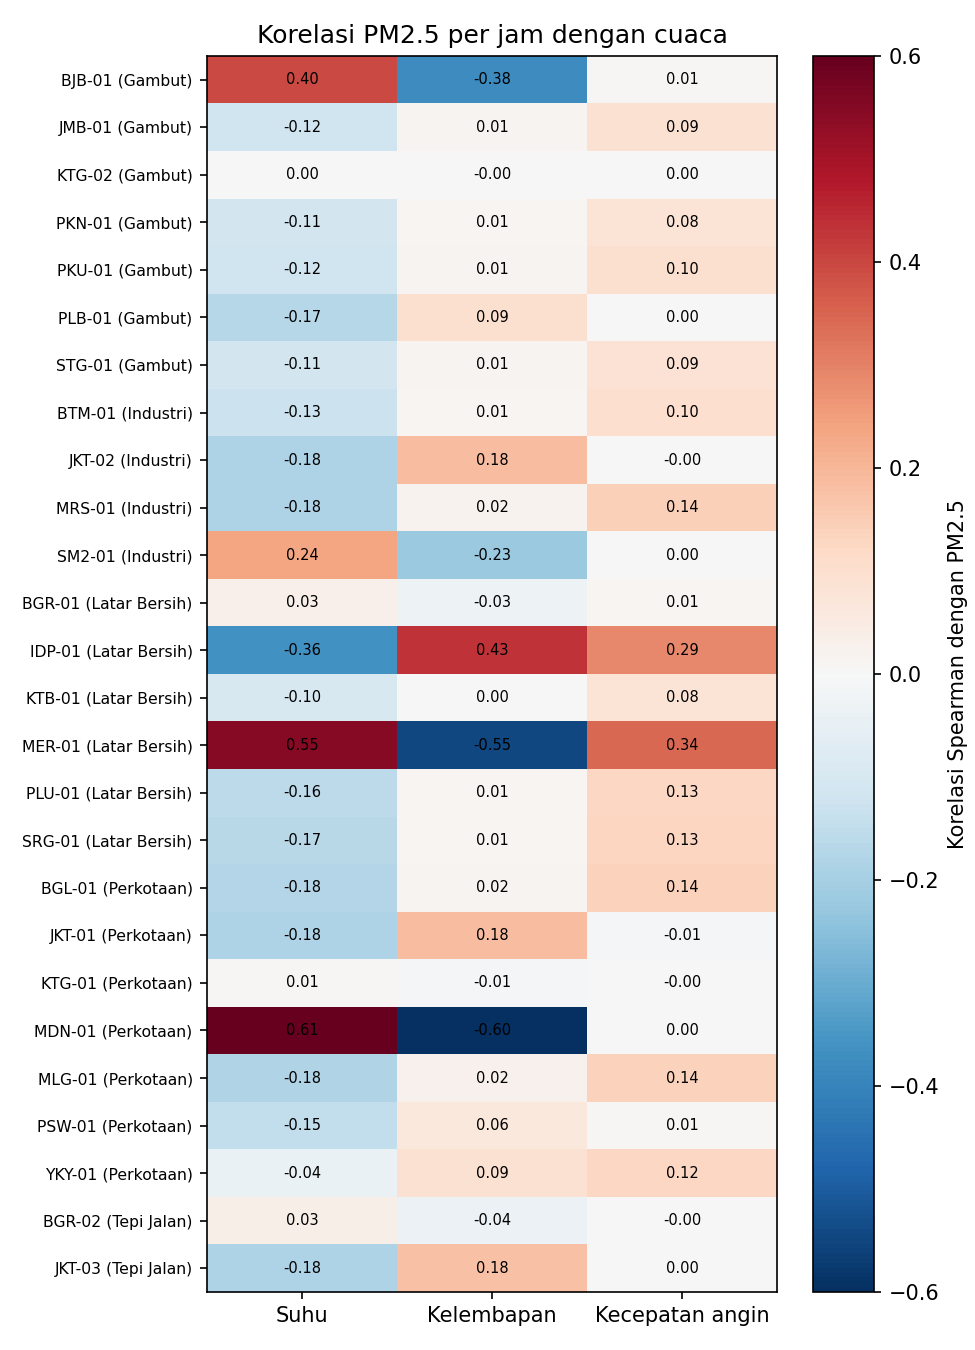 Korelasi PM2.5 per jam dengan cuaca
BJB-01 (Gambut) 0.40 -0.38 0.01
JMB-01 (Gambut) -0.12 0.01 0.09
KTG-02 (Gambut) 0.00 -0.00 0.00
PKN-01 (Gambut) -0.11 0.01 0.08
PKU-01 (Gambut) -0.12 0.01 0.10
PLB-01 (Gambut) -0.17 0.09 0.00
STG-01 (Gambut) -0.11 0.01 0.09
BTM-01 (Industri) -0.13 0.01 0.10
JKT-02 (Industri) -0.18 0.18 -0.00
MRS-01 (Industri) -0.18 0.02 0.14
SM2-01 (Industri) 0.24 -0.23 0.00
BGR-01 (Latar Bersih) 0.03 -0.03 0.01
IDP-01 (Latar Bersih) -0.36 0.43 0.29
KTB-01 (Latar Bersih) -0.10 0.00 0.08
MER-01 (Latar Bersih) 0.55 -0.55 0.34
PLU-01 (Latar Bersih) -0.16 0.01 0.13
SRG-01 (Latar Bersih) -0.17 0.01 0.13
BGL-01 (Perkotaan) -0.18 0.02 0.14
JKT-01 (Perkotaan) -0.18 0.18 -0.01
KTG-01 (Perkotaan) 0.01 -0.01 -0.00
MDN-01 (Perkotaan) 0.61 -0.60 0.00
MLG-01 (Perkotaan) -0.18 0.02 0.14
PSW-01 (Perkotaan) -0.15 0.06 0.01
YKY-01 (Perkotaan) -0.04 0.09 0.12
BGR-02 (Tepi Jalan) 0.03 -0.04 -0.00
JKT-03 (Tepi Jalan) -0.18 0.18 0.00
Suhu Kelembapan Kecepatan angin
0.6
0.4
0.2
0.0
−0.2
−0.4
−0.6
Korelasi Spearman dengan PM2.5